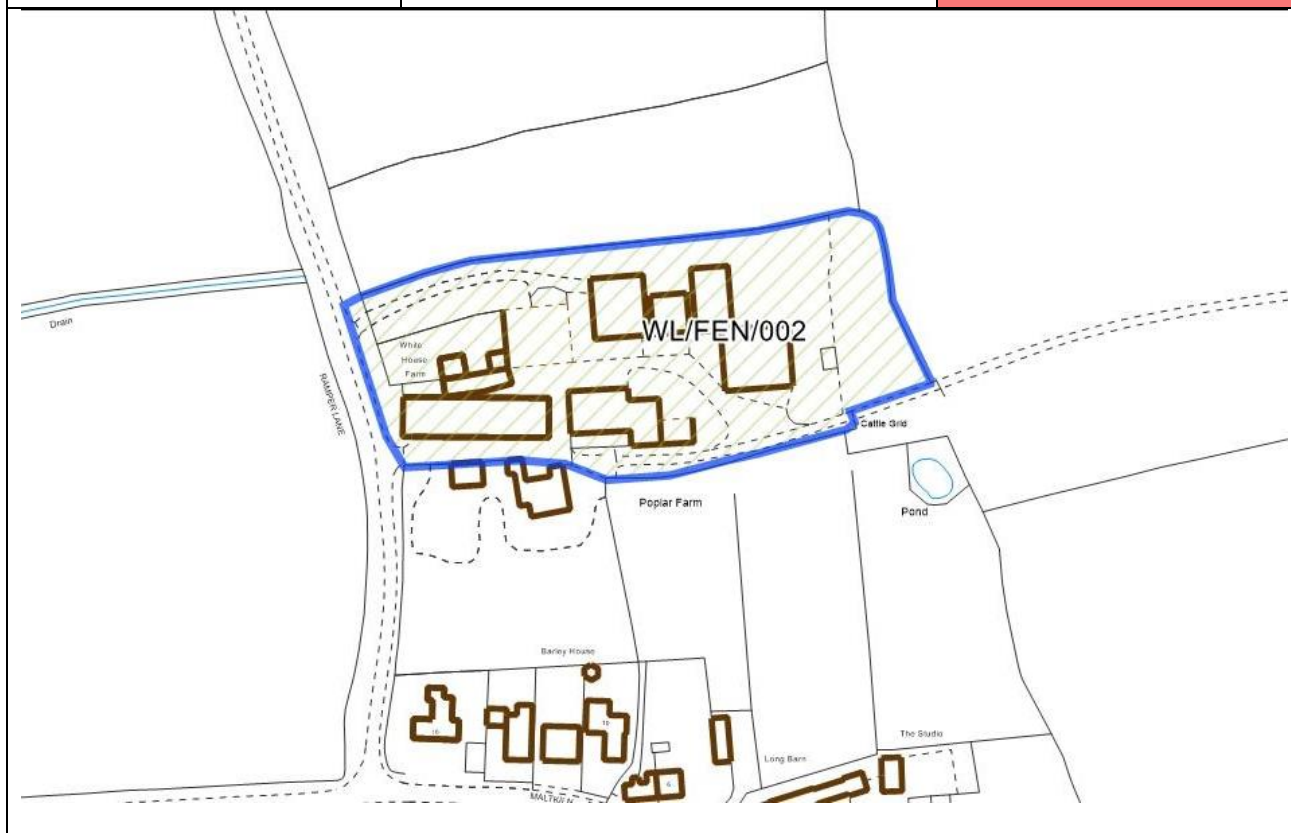 WL/FEN/002
Drain
White
House
Farm
RAMPER LANE
Cattle Grid
Poplar Farm
Pond
Barley House
The Studio
Long Barn